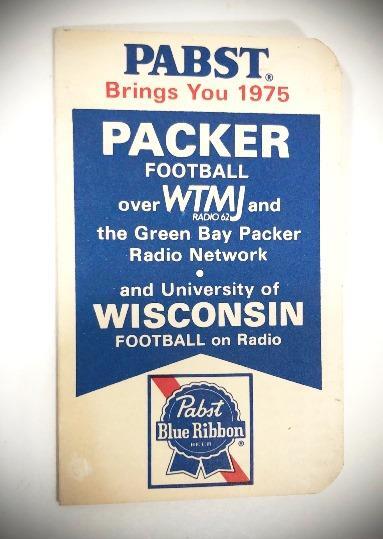 PABST®
Brings You 1975
PACKER
FOOTBALL
over WTMJ and
RADIO 62
the Green Bay Packer
Radio Network
•
and University of
WISCONSIN
FOOTBALL on Radio
Pabst
Blue Ribbon®
BEER